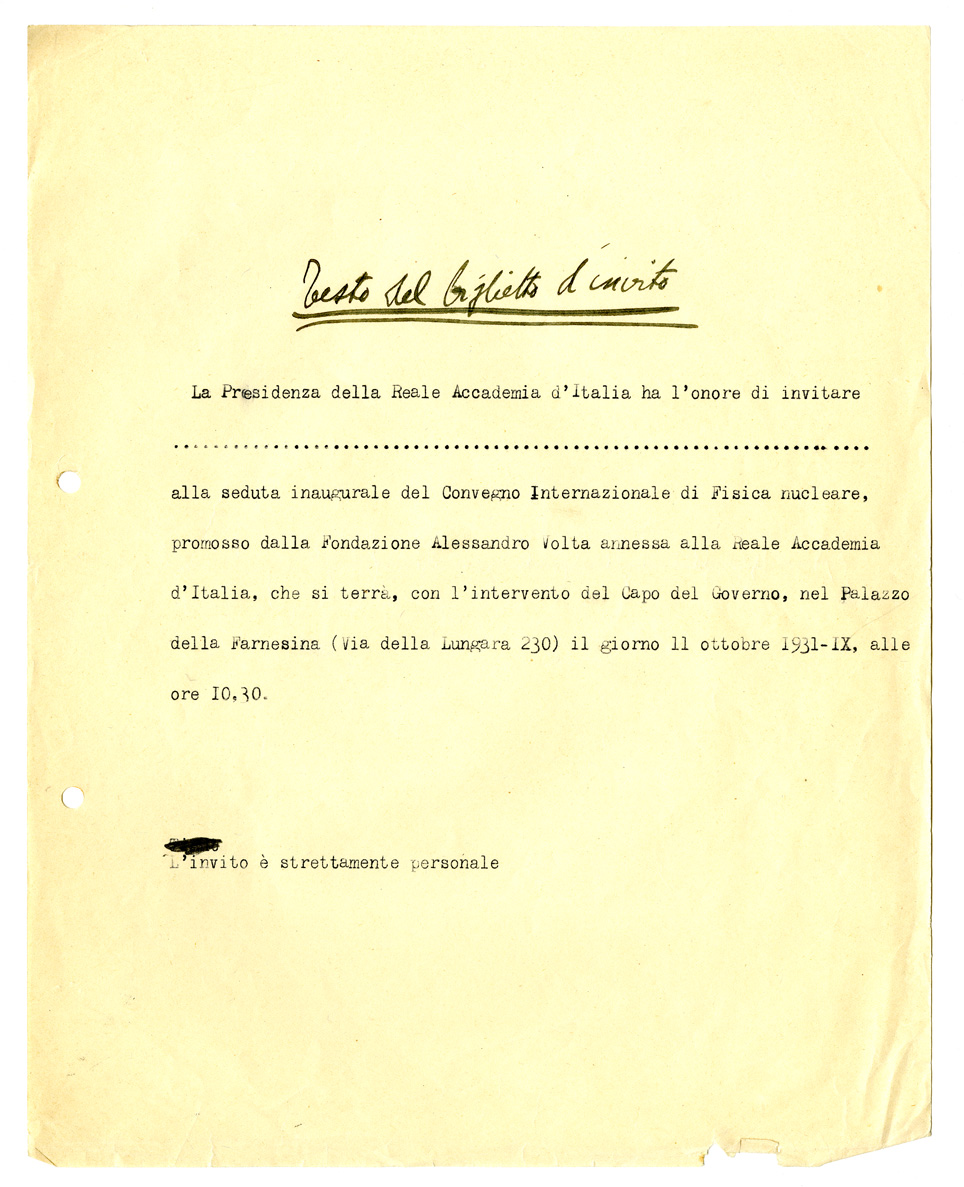 Testo del biglietto d'invito
La Presidenza della Reale Accademia d'Italia ha l'onore di invitare
......................................................................
alla seduta inaugurale del Convegno Internazionale di Fisica nucleare,
promosso dalla Fondazione Alessandro Volta annessa alla Reale Accademia
d'Italia, che si terrà, con l'intervento del Capo del Governo, nel Palazzo
della Farnesina (Via della Lungara 230) il giorno 11 ottobre 1931-IX, alle
ore 10,30.
L'invito è strettamente personale